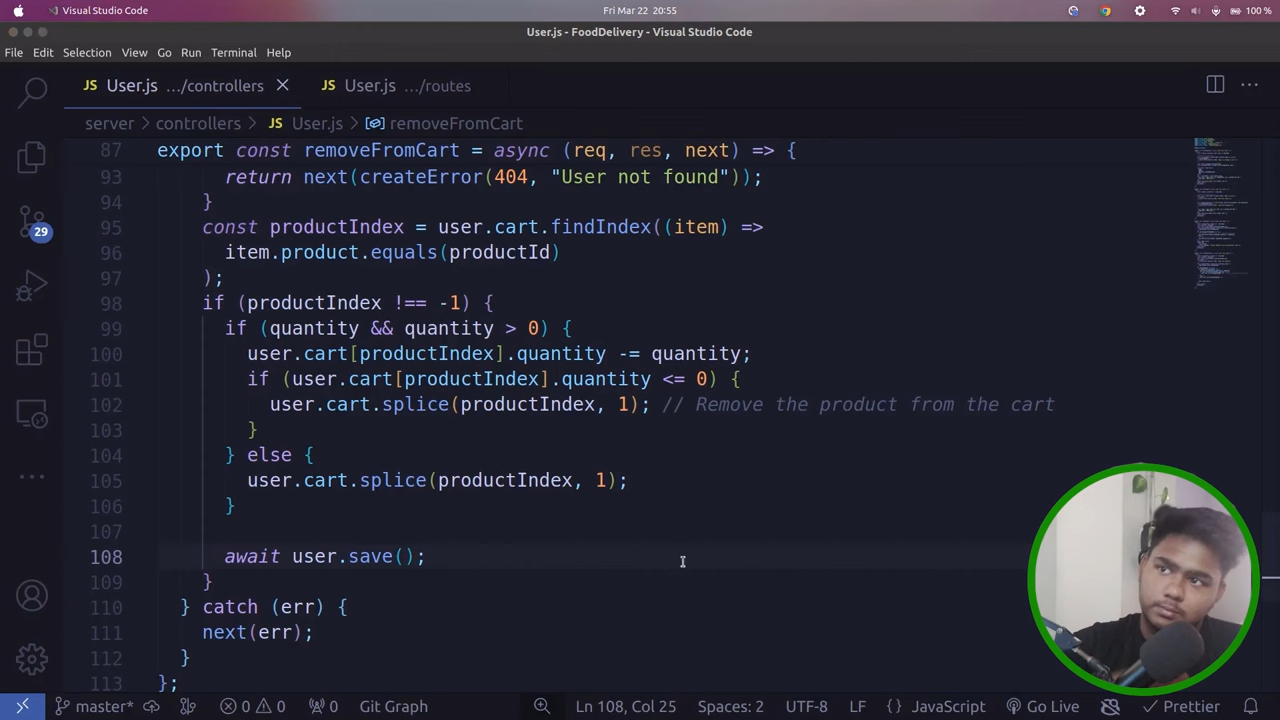 Visual Studio Code
Fri Mar 22 20:55
100 %
User.js - FoodDelivery - Visual Studio Code
File Edit Selection View Go Run Terminal Help
JS User.js .../controllers
JS User.js .../routes
server > controllers > JS User.js > removeFromCart
87 export const removeFromCart = async (req, res, next) => {
93 return next(createError(404, "User not found"));
94 }
95 const productIndex = user.cart.findIndex((item) =>
96 item.product.equals(productId)
97 );
98 if (productIndex !== -1) {
99 if (quantity && quantity > 0) {
100 user.cart[productIndex].quantity -= quantity;
101 if (user.cart[productIndex].quantity <= 0) {
102 user.cart.splice(productIndex, 1); // Remove the product from the cart
103 }
104 } else {
105 user.cart.splice(productIndex, 1);
106 }
107
108 await user.save();
109 }
110 } catch (err) {
111 next(err);
112 }
113 };
29
master* 0 0 0 Git Graph Ln 108, Col 25 Spaces: 2 UTF-8 LF {} JavaScript Go Live Prettier